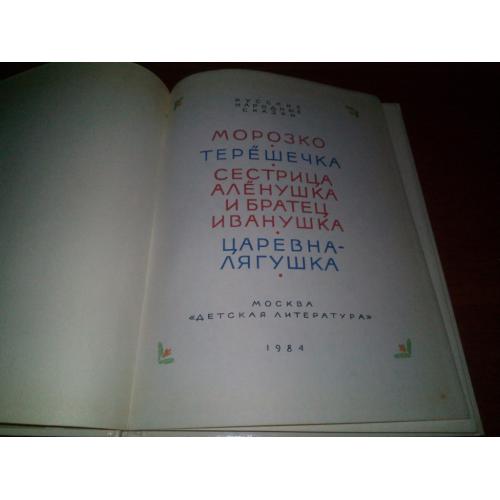 РУССКИЕ
НАРОДНЫЕ
СКАЗКИ
МОРОЗКО
ТЕРЁШЕЧКА
СЕСТРИЦА
АЛЁНУШКА
И БРАТЕЦ
ИВАНУШКА
ЦАРЕВНА-
ЛЯГУШКА
МОСКВА
«ДЕТСКАЯ ЛИТЕРАТУРА»
1984